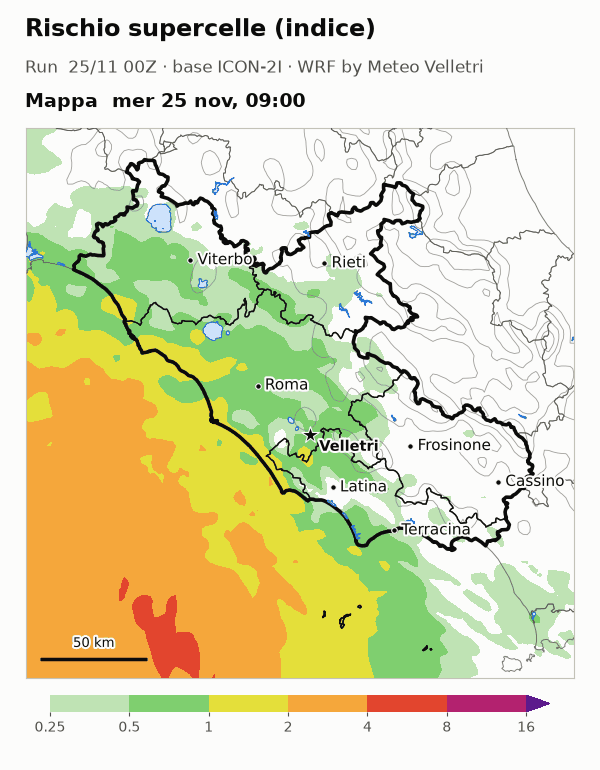 Rischio supercelle (indice)
Run  25/11 00Z · base ICON-2I · WRF by Meteo Velletri
Mappa  mer 25 nov, 09:00
Viterbo
Rieti
Roma
Velletri
Frosinone
Cassino
Latina
Terracina
50 km
0.25 0.5 1 2 4 8 16